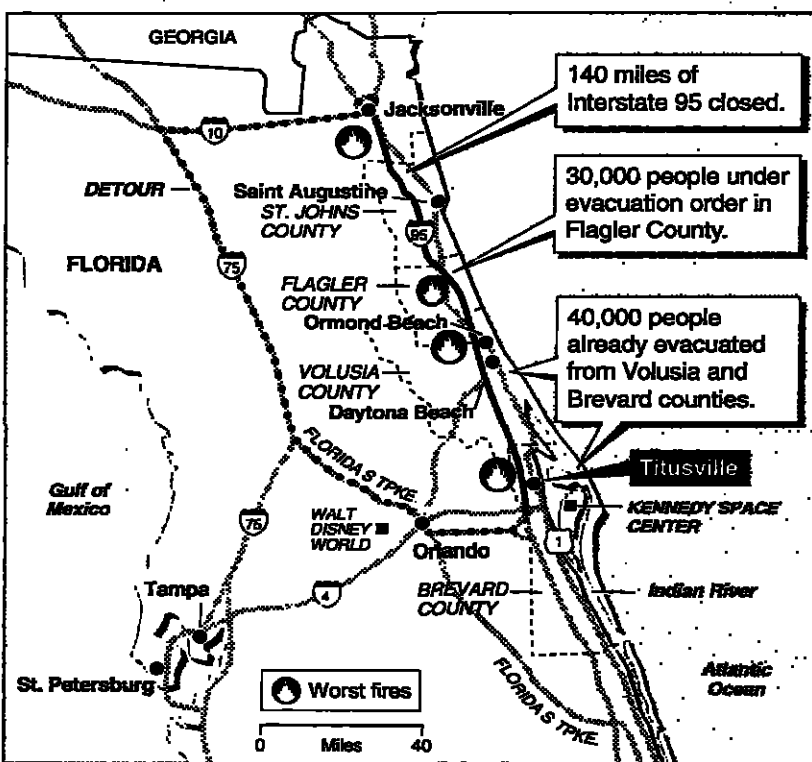 GEORGIA
140 miles of
Interstate 95 closed.
Jacksonville
10
DETOUR
Saint Augustine
ST. JOHNS
COUNTY
30,000 people under
evacuation order in
Flagler County.
95
FLORIDA
75
FLAGLER
COUNTY
Ormond Beach
40,000 people
already evacuated
from Volusia and
Brevard counties.
VOLUSIA
COUNTY
Daytona Beach
FLORIDA S TPKE.
Titusville
Gulf of
Mexico
75
WALT
DISNEY
WORLD
KENNEDY SPACE
CENTER
Orlando
1
Tampa
4
BREVARD
COUNTY
Indian River
St. Petersburg
Worst fires
FLORIDA S TPKE.
Atlantic
Ocean
0 Miles 40